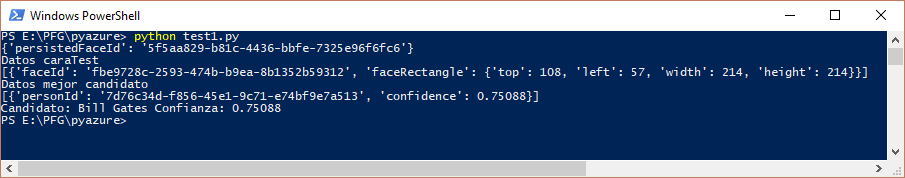 Windows PowerShell
PS E:\PFG\pyazure> python test1.py
{'persistedFaceId': '5f5aa829-b81c-4436-bbfe-7325e96f6fc6'}
Datos caraTest
[{'faceId': 'fbe9728c-2593-474b-b9ea-8b1352b59312', 'faceRectangle': {'top': 108, 'left': 57, 'width': 214, 'height': 214}}]
Datos mejor candidato
[{'personId': '7d76c34d-f856-45e1-9c71-e74bf9e7a513', 'confidence': 0.75088}]
Candidato: Bill Gates Confianza: 0.75088
PS E:\PFG\pyazure>